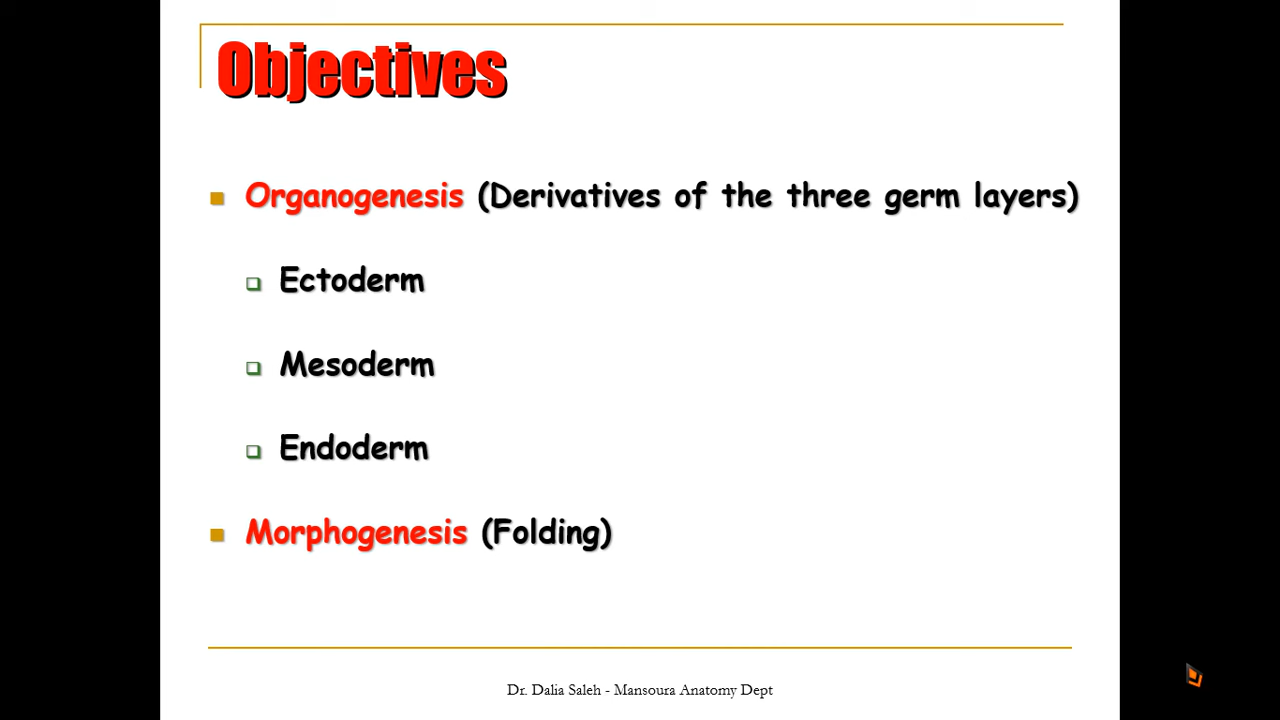 Objectives
Organogenesis (Derivatives of the three germ layers)
Ectoderm
Mesoderm
Endoderm
Morphogenesis (Folding)
Dr. Dalia Saleh - Mansoura Anatomy Dept